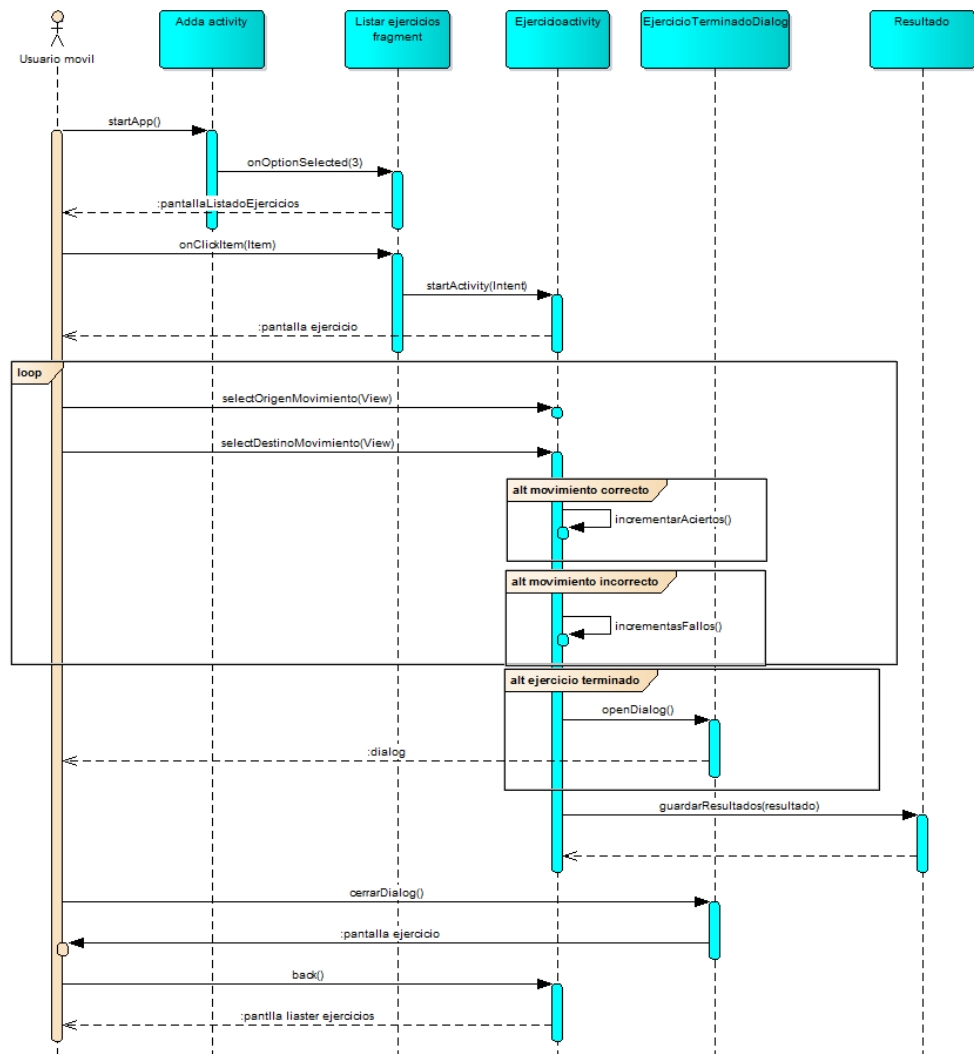 Adda activity
Listar ejercicios
fragment
Ejercicioactivity
EjercicioTerminadoDialog
Resultado
Usuario movil
startApp()
onOptionSelected(3)
:pantallaListadoEjercicios
onClickItem(Item)
startActivity(Intent)
:pantalla ejercicio
loop
selectOrigenMovimiento(View)
selectDestinoMovimiento(View)
alt movimiento correcto
incrementarAciertos()
alt movimiento incorrecto
incrementasFallos()
alt ejercicio terminado
openDialog()
:dialog
guardarResultados(resultado)
cerrarDialog()
:pantalla ejercicio
back()
:pantlla liaster ejercicios